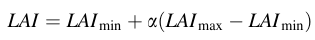 LAI = LAI_min + α(LAI_max − LAI_min)